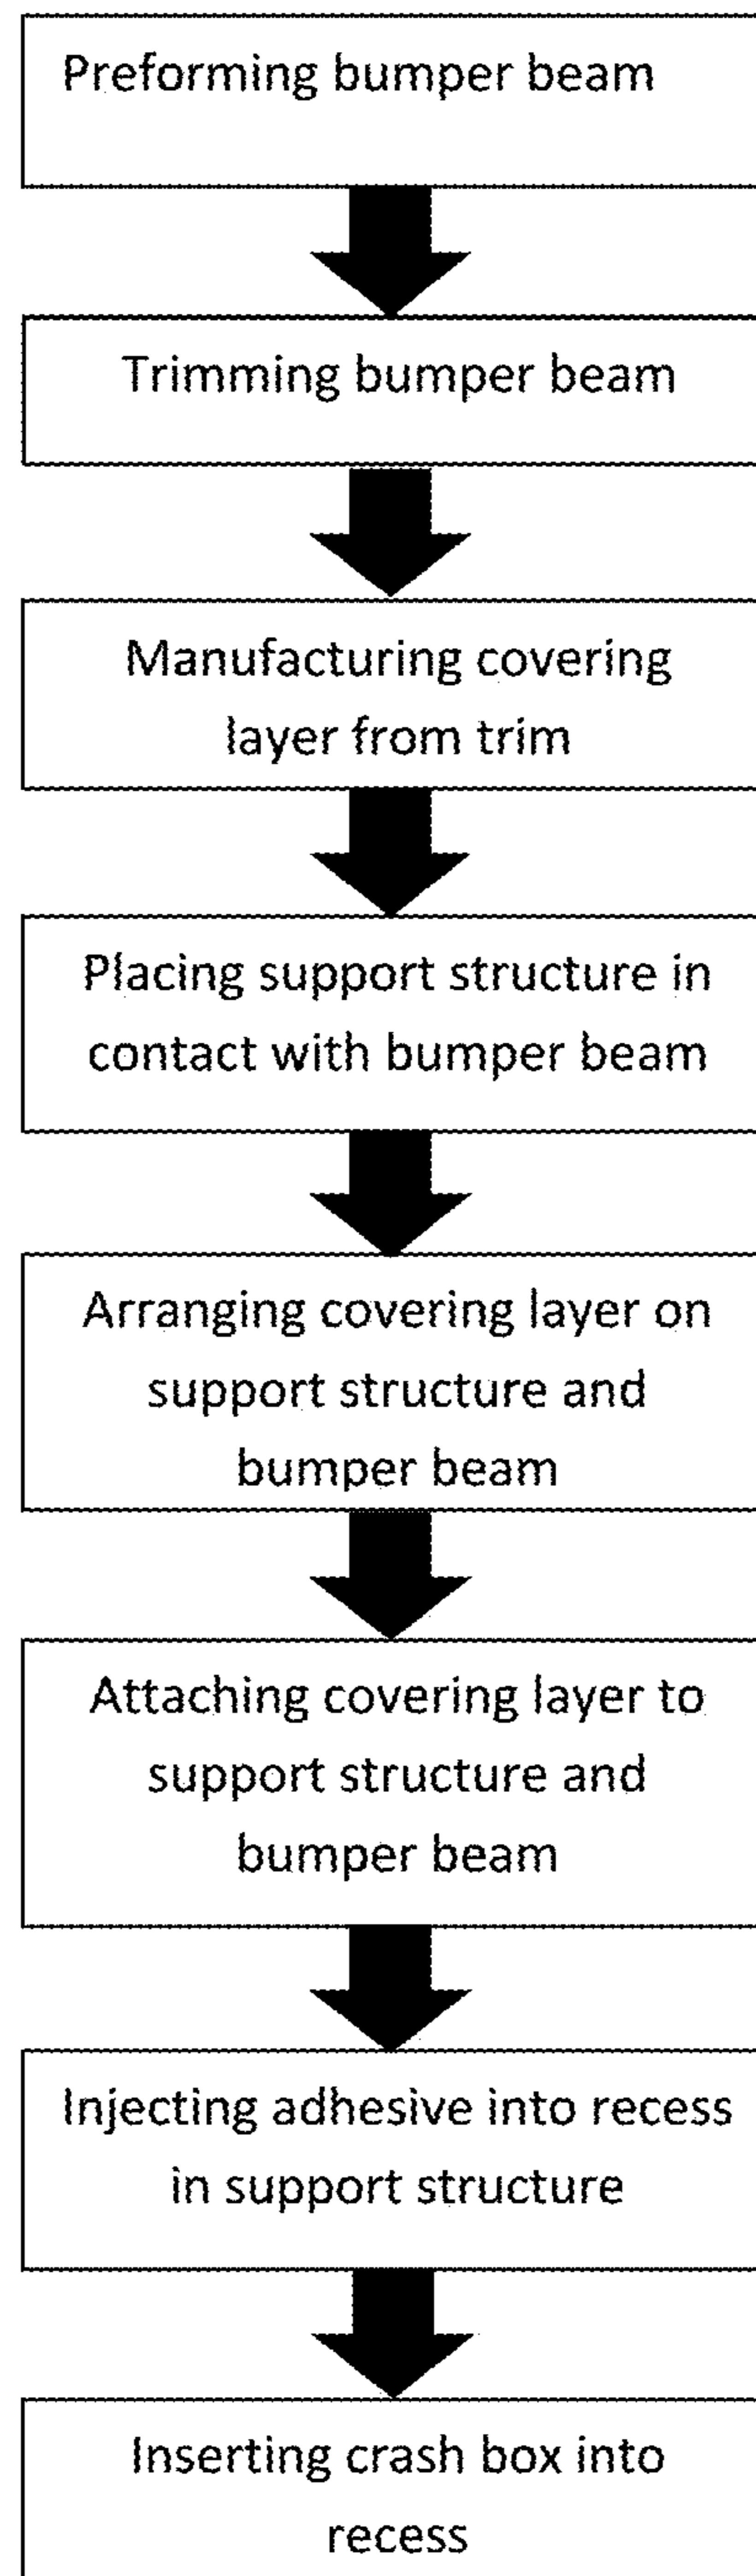 Preforming bumper beam
Trimming bumper beam
Manufacturing covering
layer from trim
Placing support structure in
contact with bumper beam
Arranging covering layer on
support structure and
bumper beam
Attaching covering layer to
support structure and
bumper beam
Injecting adhesive into recess
in support structure
Inserting crash box into
recess